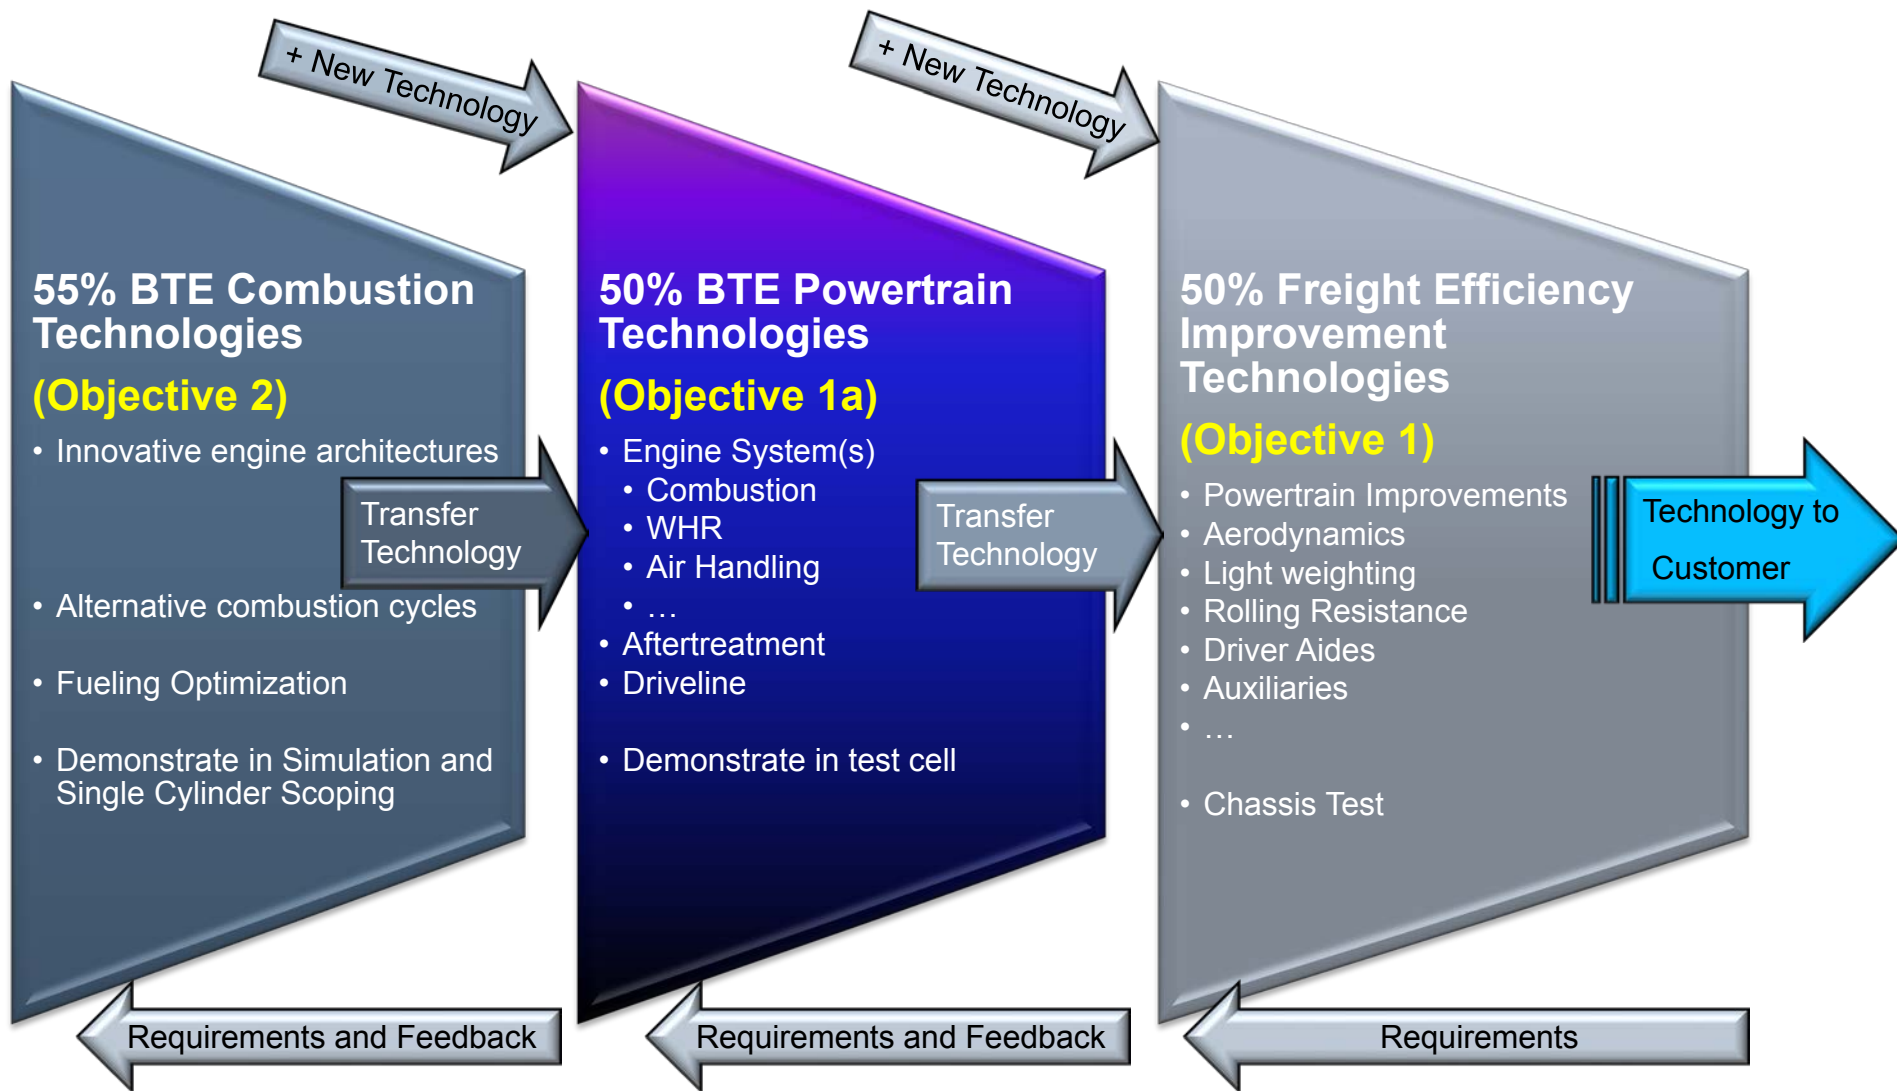 + New Technology
+ New Technology
55% BTE Combustion
Technologies
(Objective 2)
• Innovative engine architectures
• Alternative combustion cycles
• Fueling Optimization
• Demonstrate in Simulation and
Single Cylinder Scoping
Transfer
Technology
50% BTE Powertrain
Technologies
(Objective 1a)
• Engine System(s)
• Combustion
• WHR
• Air Handling
• …
• Aftertreatment
• Driveline
• Demonstrate in test cell
Transfer
Technology
50% Freight Efficiency
Improvement
Technologies
(Objective 1)
• Powertrain Improvements
• Aerodynamics
• Light weighting
• Rolling Resistance
• Driver Aides
• Auxiliaries
• …
• Chassis Test
Technology to
Customer
Requirements and Feedback
Requirements and Feedback
Requirements